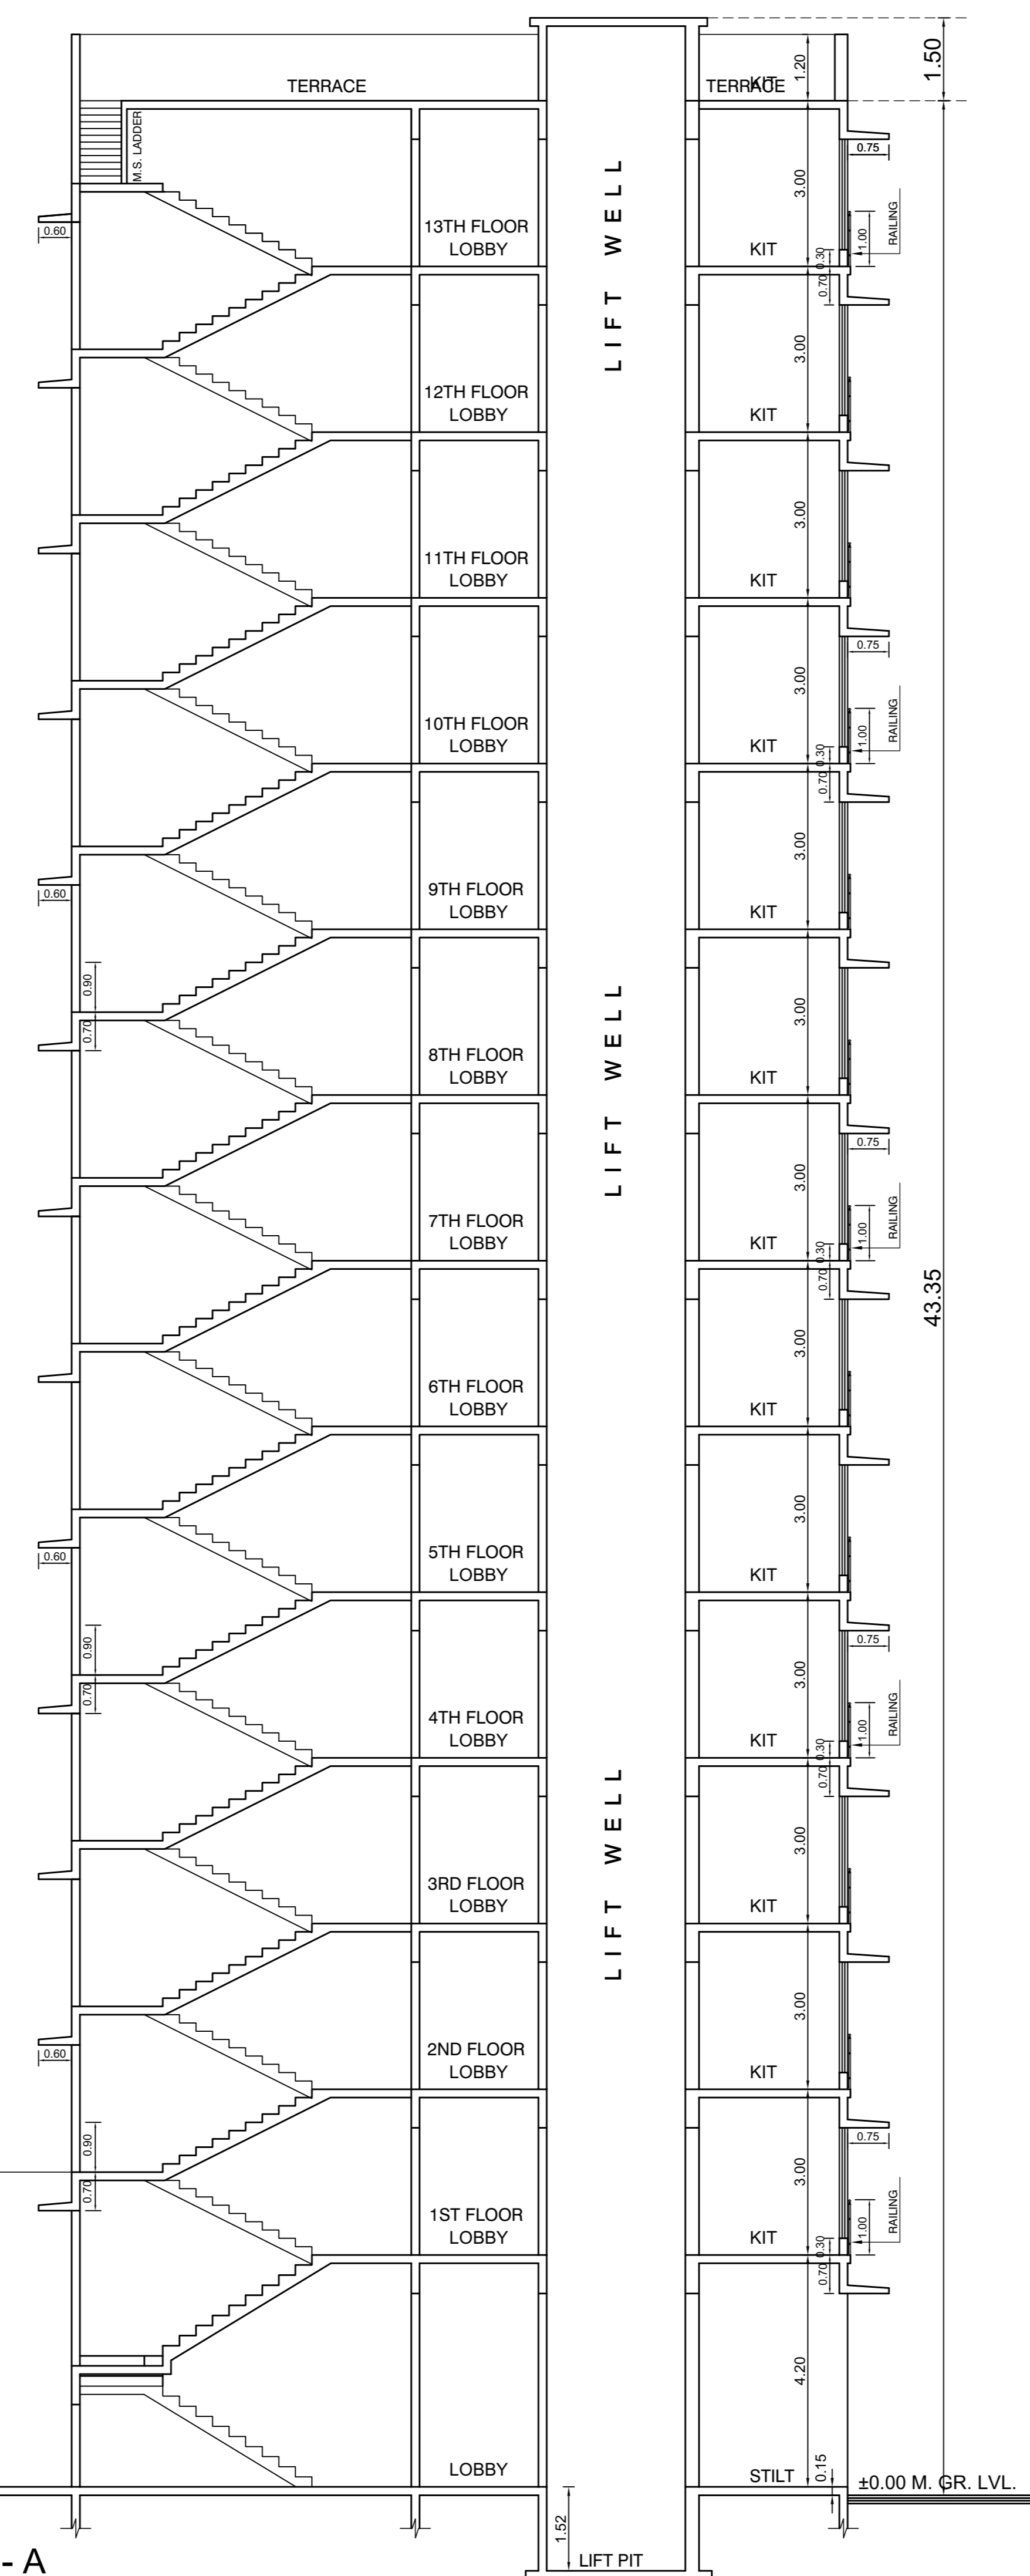 1.50
1.20
KIT
TERRACE
TERRACE
M.S. LADDER
LIFT WELL
0.75
3.00
RAILING
1.00
0.60
13TH FLOOR
LOBBY
KIT
0.30
0.70
3.00
12TH FLOOR
LOBBY
KIT
3.00
11TH FLOOR
LOBBY
KIT
0.75
3.00
RAILING
1.00
10TH FLOOR
LOBBY
KIT
0.30
0.70
3.00
9TH FLOOR
LOBBY
KIT
0.60
0.90
0.70
LIFT WELL
3.00
8TH FLOOR
LOBBY
KIT
0.75
3.00
RAILING
1.00
7TH FLOOR
LOBBY
KIT
0.30
0.70
43.35
3.00
6TH FLOOR
LOBBY
KIT
3.00
5TH FLOOR
LOBBY
KIT
0.60
0.90
0.70
0.75
3.00
RAILING
1.00
4TH FLOOR
LOBBY
KIT
0.30
0.70
LIFT WELL
3.00
3RD FLOOR
LOBBY
KIT
3.00
2ND FLOOR
LOBBY
KIT
0.60
0.90
0.70
0.75
3.00
RAILING
1.00
1ST FLOOR
LOBBY
KIT
0.30
0.70
4.20
LOBBY
STILT
0.15
±0.00 M. GR. LVL.
1.52
LIFT PIT
- A